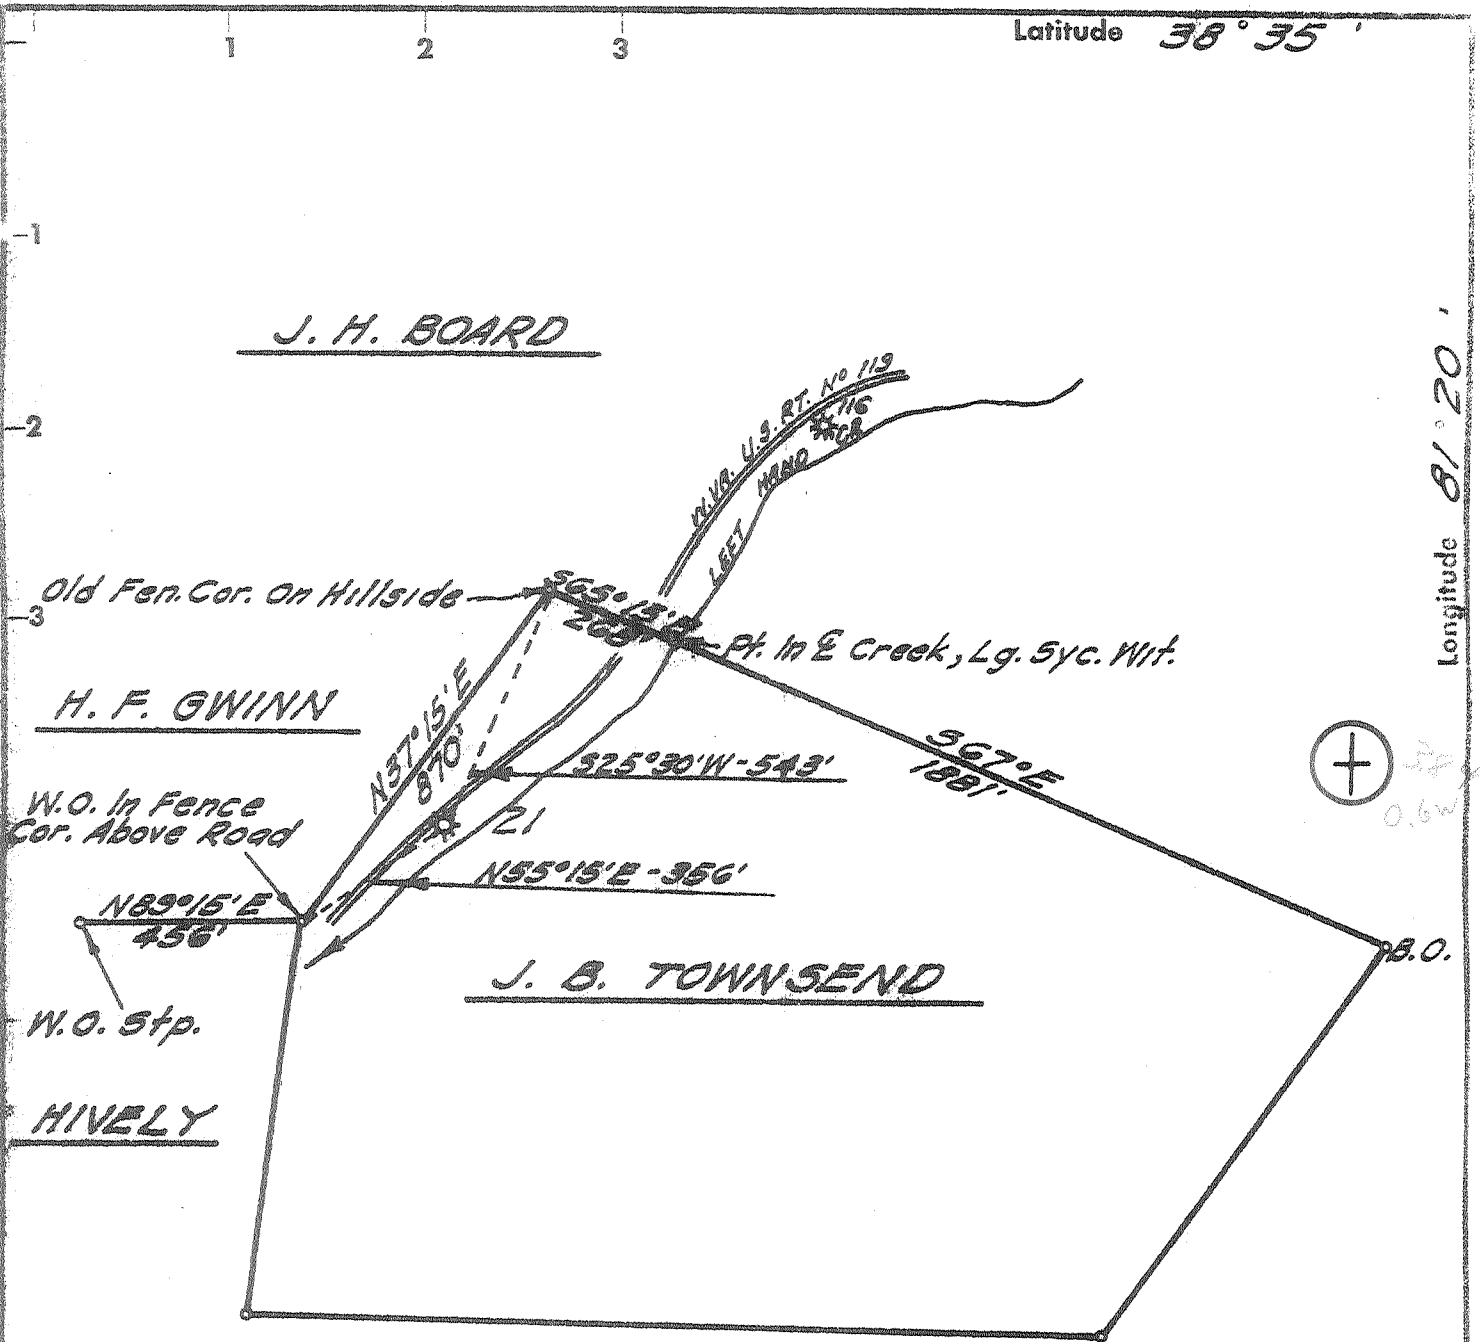 Latitude 38° 35 '
1 2 3
-1
-2
-3
Longitude 81° 20 '
J. H. BOARD
W.VA. U.S. RT. Nº 119
116
LEFT HAND CR.
Old Fen. Cor. On Hillside
S65°15'E
Pt. In ℄ Creek, Lg. Syc. Wit.
H. F. GWINN
N37°15'E
870'
S25°30'W-543'
S67°E
1881'
W.O. In Fence
Cor. Above Road
21
N55°15'E-356'
N89°15'E
456'
J. B. TOWNSEND
B.O.
W.O. Stp.
HIVELY
0.6W